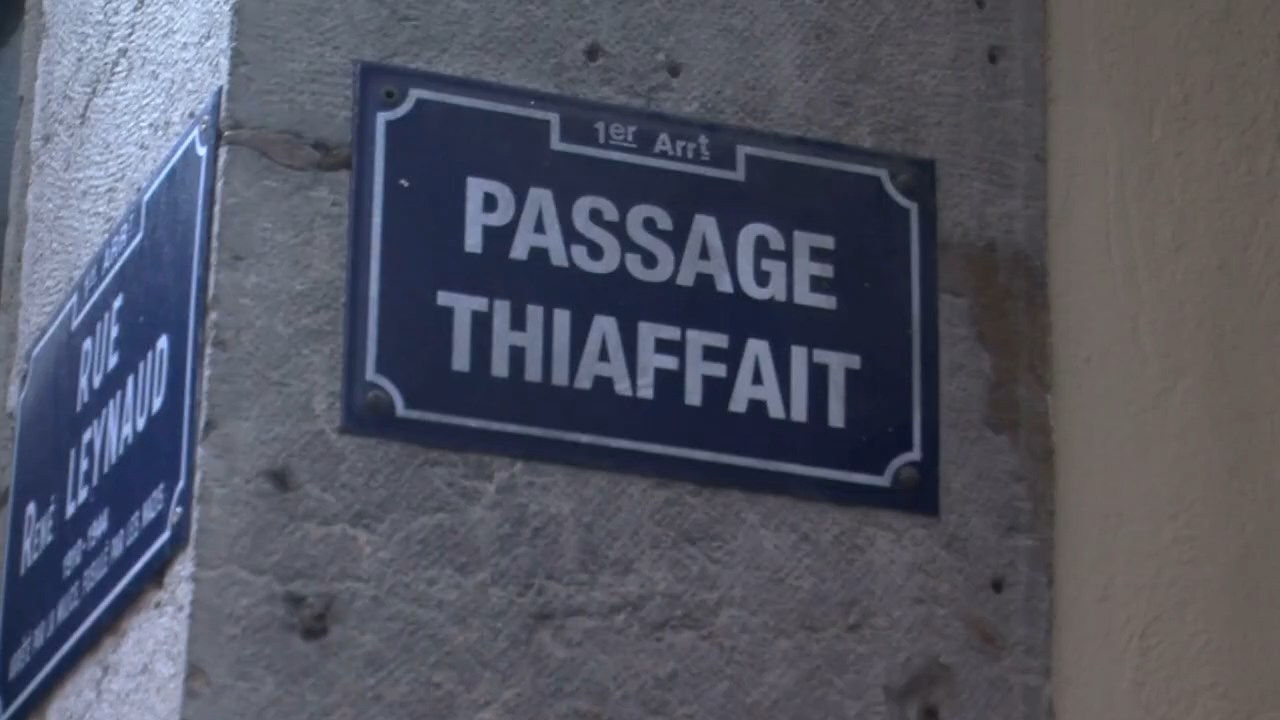 1er Arrt
PASSAGE
THIAFFAIT
RUE
RENÉ LEYNAUD